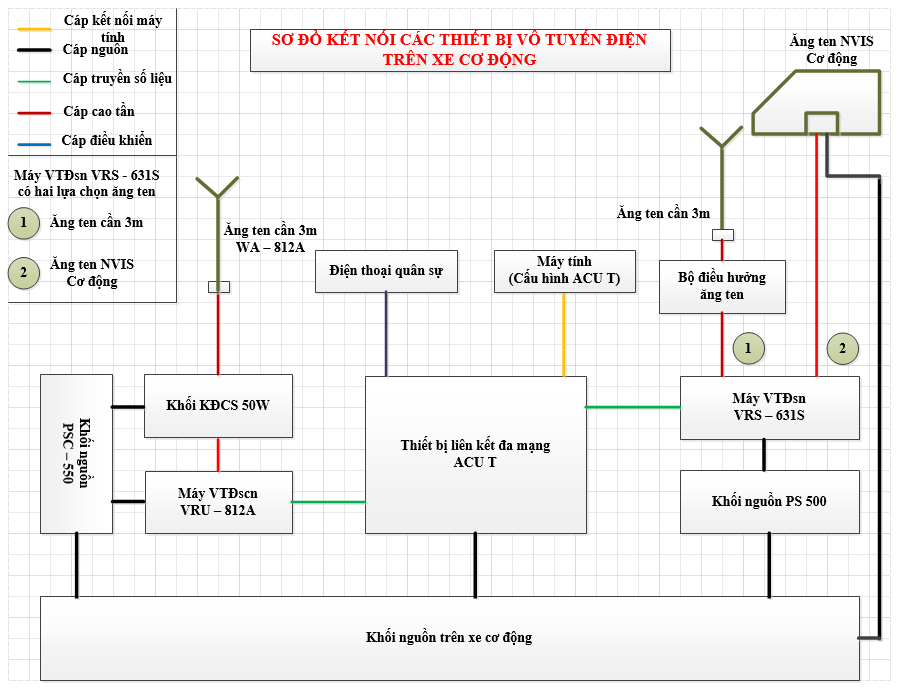 SƠ ĐỒ KẾT NỐI CÁC THIẾT BỊ VÔ TUYẾN ĐIỆN
TRÊN XE CƠ ĐỘNG
Cáp kết nối máy
tính
Cáp nguồn
Cáp truyền số liệu
Cáp cao tần
Cáp điều khiển
Máy VTĐsn VRS - 631S
có hai lựa chọn ăng ten
1
Ăng ten cần 3m
2
Ăng ten NVIS
Cơ động
Ăng ten NVIS
Cơ động
Ăng ten cần 3m
WA – 812A
Ăng ten cần 3m
Điện thoại quân sự
Máy tính
(Cấu hình ACU T)
Bộ điều hưởng
ăng ten
1
2
Khối nguồn
PSC – 550
Khối KĐCS 50W
Máy VTĐscn
VRU – 812A
Thiết bị liên kết đa mạng
ACU T
Máy VTĐsn
VRS – 631S
Khối nguồn PS 500
Khối nguồn trên xe cơ động